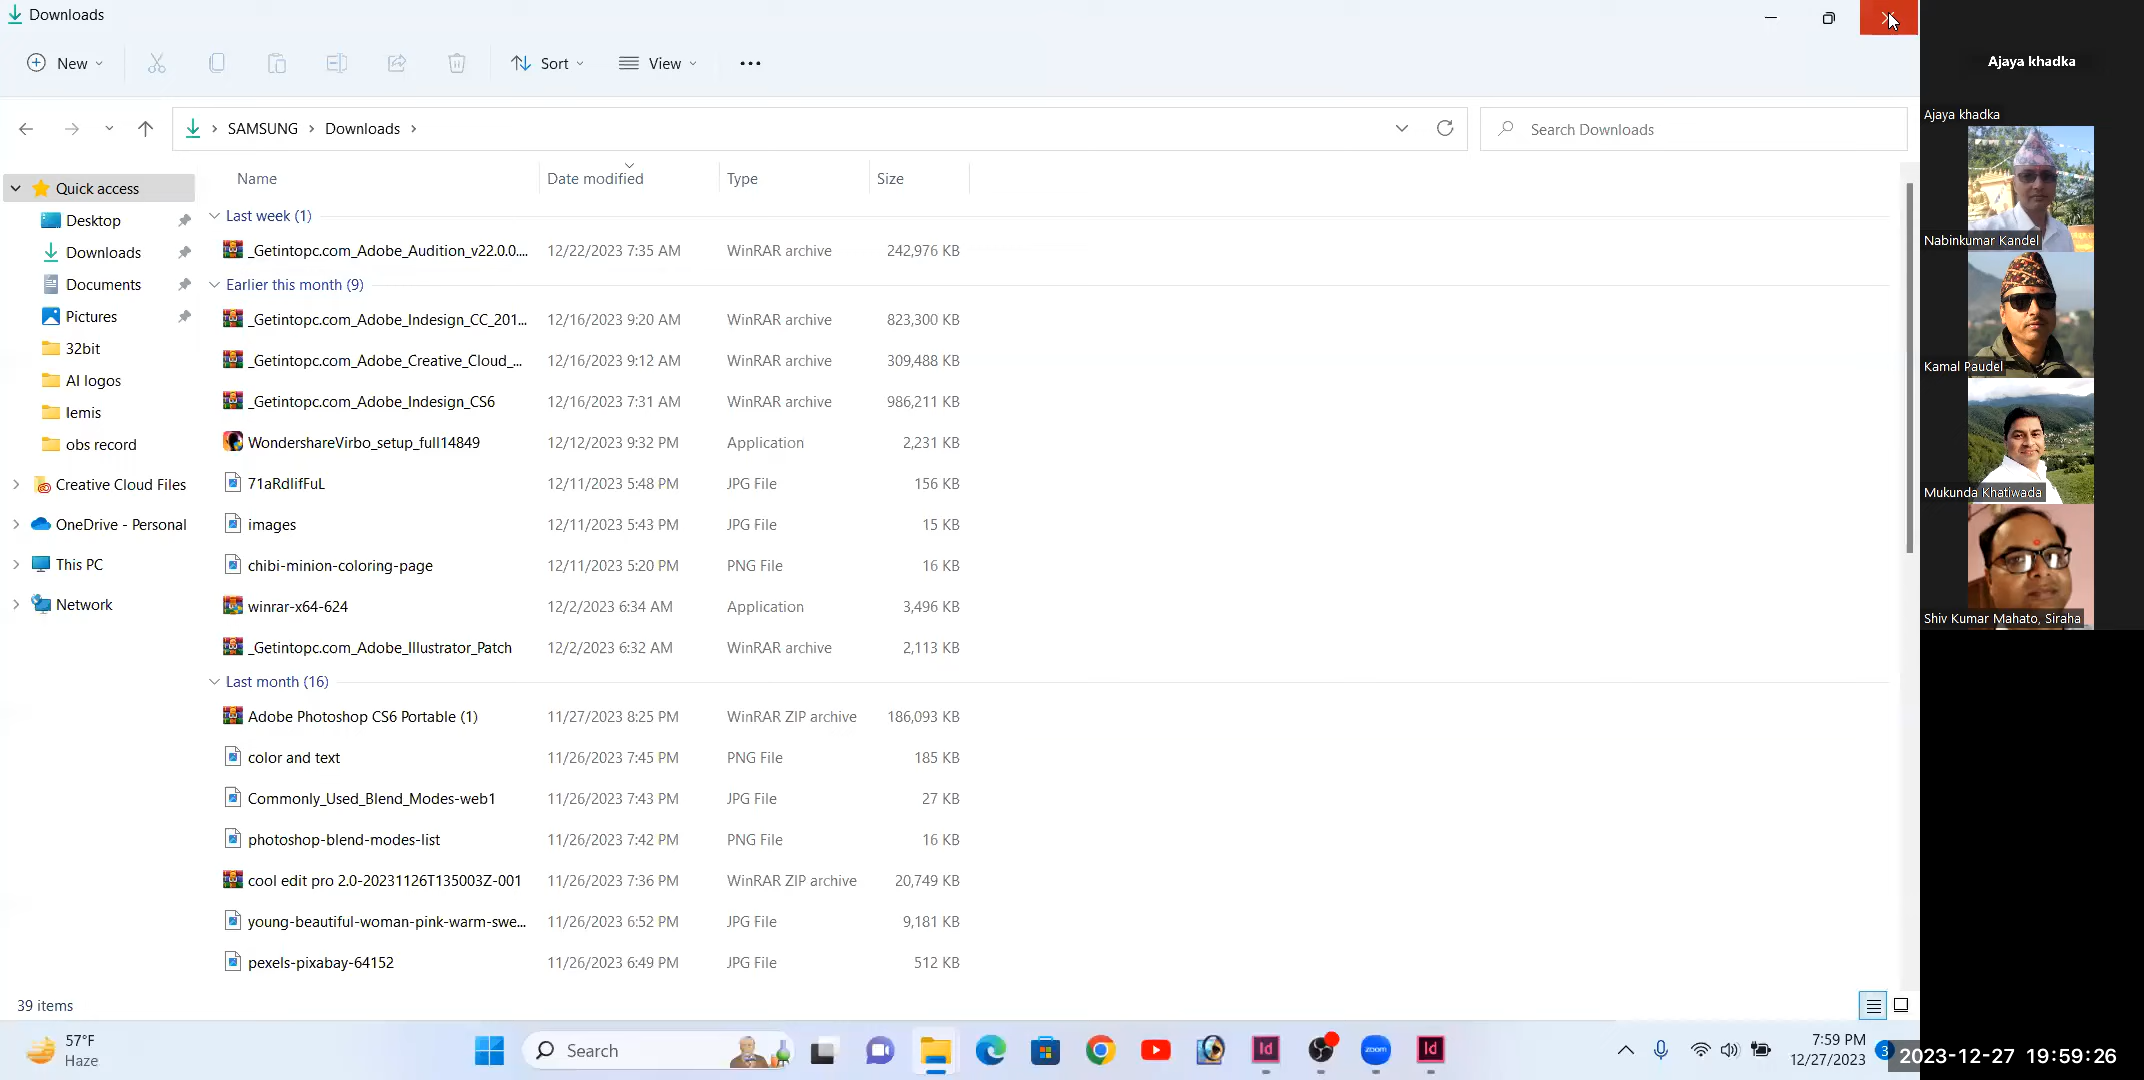 Downloads
New
Sort
View
SAMSUNG
Downloads
Search Downloads
Quick access
Desktop
Downloads
Documents
Pictures
32bit
AI logos
Iemis
obs record
Creative Cloud Files
OneDrive - Personal
This PC
Network
Name Date modified Type Size
Last week (1)
_Getintopc.com_Adobe_Audition_v22.0.0.... 12/22/2023 7:35 AM WinRAR archive 242,976 KB
Earlier this month (9)
_Getintopc.com_Adobe_Indesign_CC_201... 12/16/2023 9:20 AM WinRAR archive 823,300 KB
_Getintopc.com_Adobe_Creative_Cloud_... 12/16/2023 9:12 AM WinRAR archive 309,488 KB
_Getintopc.com_Adobe_Indesign_CS6 12/16/2023 7:31 AM WinRAR archive 986,211 KB
WondershareVirbo_setup_full14849 12/12/2023 9:32 PM Application 2,231 KB
71aRdIifFuL 12/11/2023 5:48 PM JPG File 156 KB
images 12/11/2023 5:43 PM JPG File 15 KB
chibi-minion-coloring-page 12/11/2023 5:20 PM PNG File 16 KB
winrar-x64-624 12/2/2023 6:34 AM Application 3,496 KB
_Getintopc.com_Adobe_Illustrator_Patch 12/2/2023 6:32 AM WinRAR archive 2,113 KB
Last month (16)
Adobe Photoshop CS6 Portable (1) 11/27/2023 8:25 PM WinRAR ZIP archive 186,093 KB
color and text 11/26/2023 7:45 PM PNG File 185 KB
Commonly_Used_Blend_Modes-web1 11/26/2023 7:43 PM JPG File 27 KB
photoshop-blend-modes-list 11/26/2023 7:42 PM PNG File 16 KB
cool edit pro 2.0-20231126T135003Z-001 11/26/2023 7:36 PM WinRAR ZIP archive 20,749 KB
young-beautiful-woman-pink-warm-swe... 11/26/2023 6:52 PM JPG File 9,181 KB
pexels-pixabay-64152 11/26/2023 6:49 PM JPG File 512 KB
39 items
Ajaya khadka
Ajaya khadka
Nabinkumar Kandel
Kamal Paudel
Mukunda Khatiwada
Shiv Kumar Mahato, Siraha
57°F
Haze
Search
Id
zoom
Id
7:59 PM
12/27/2023
3
2023-12-27 19:59:26